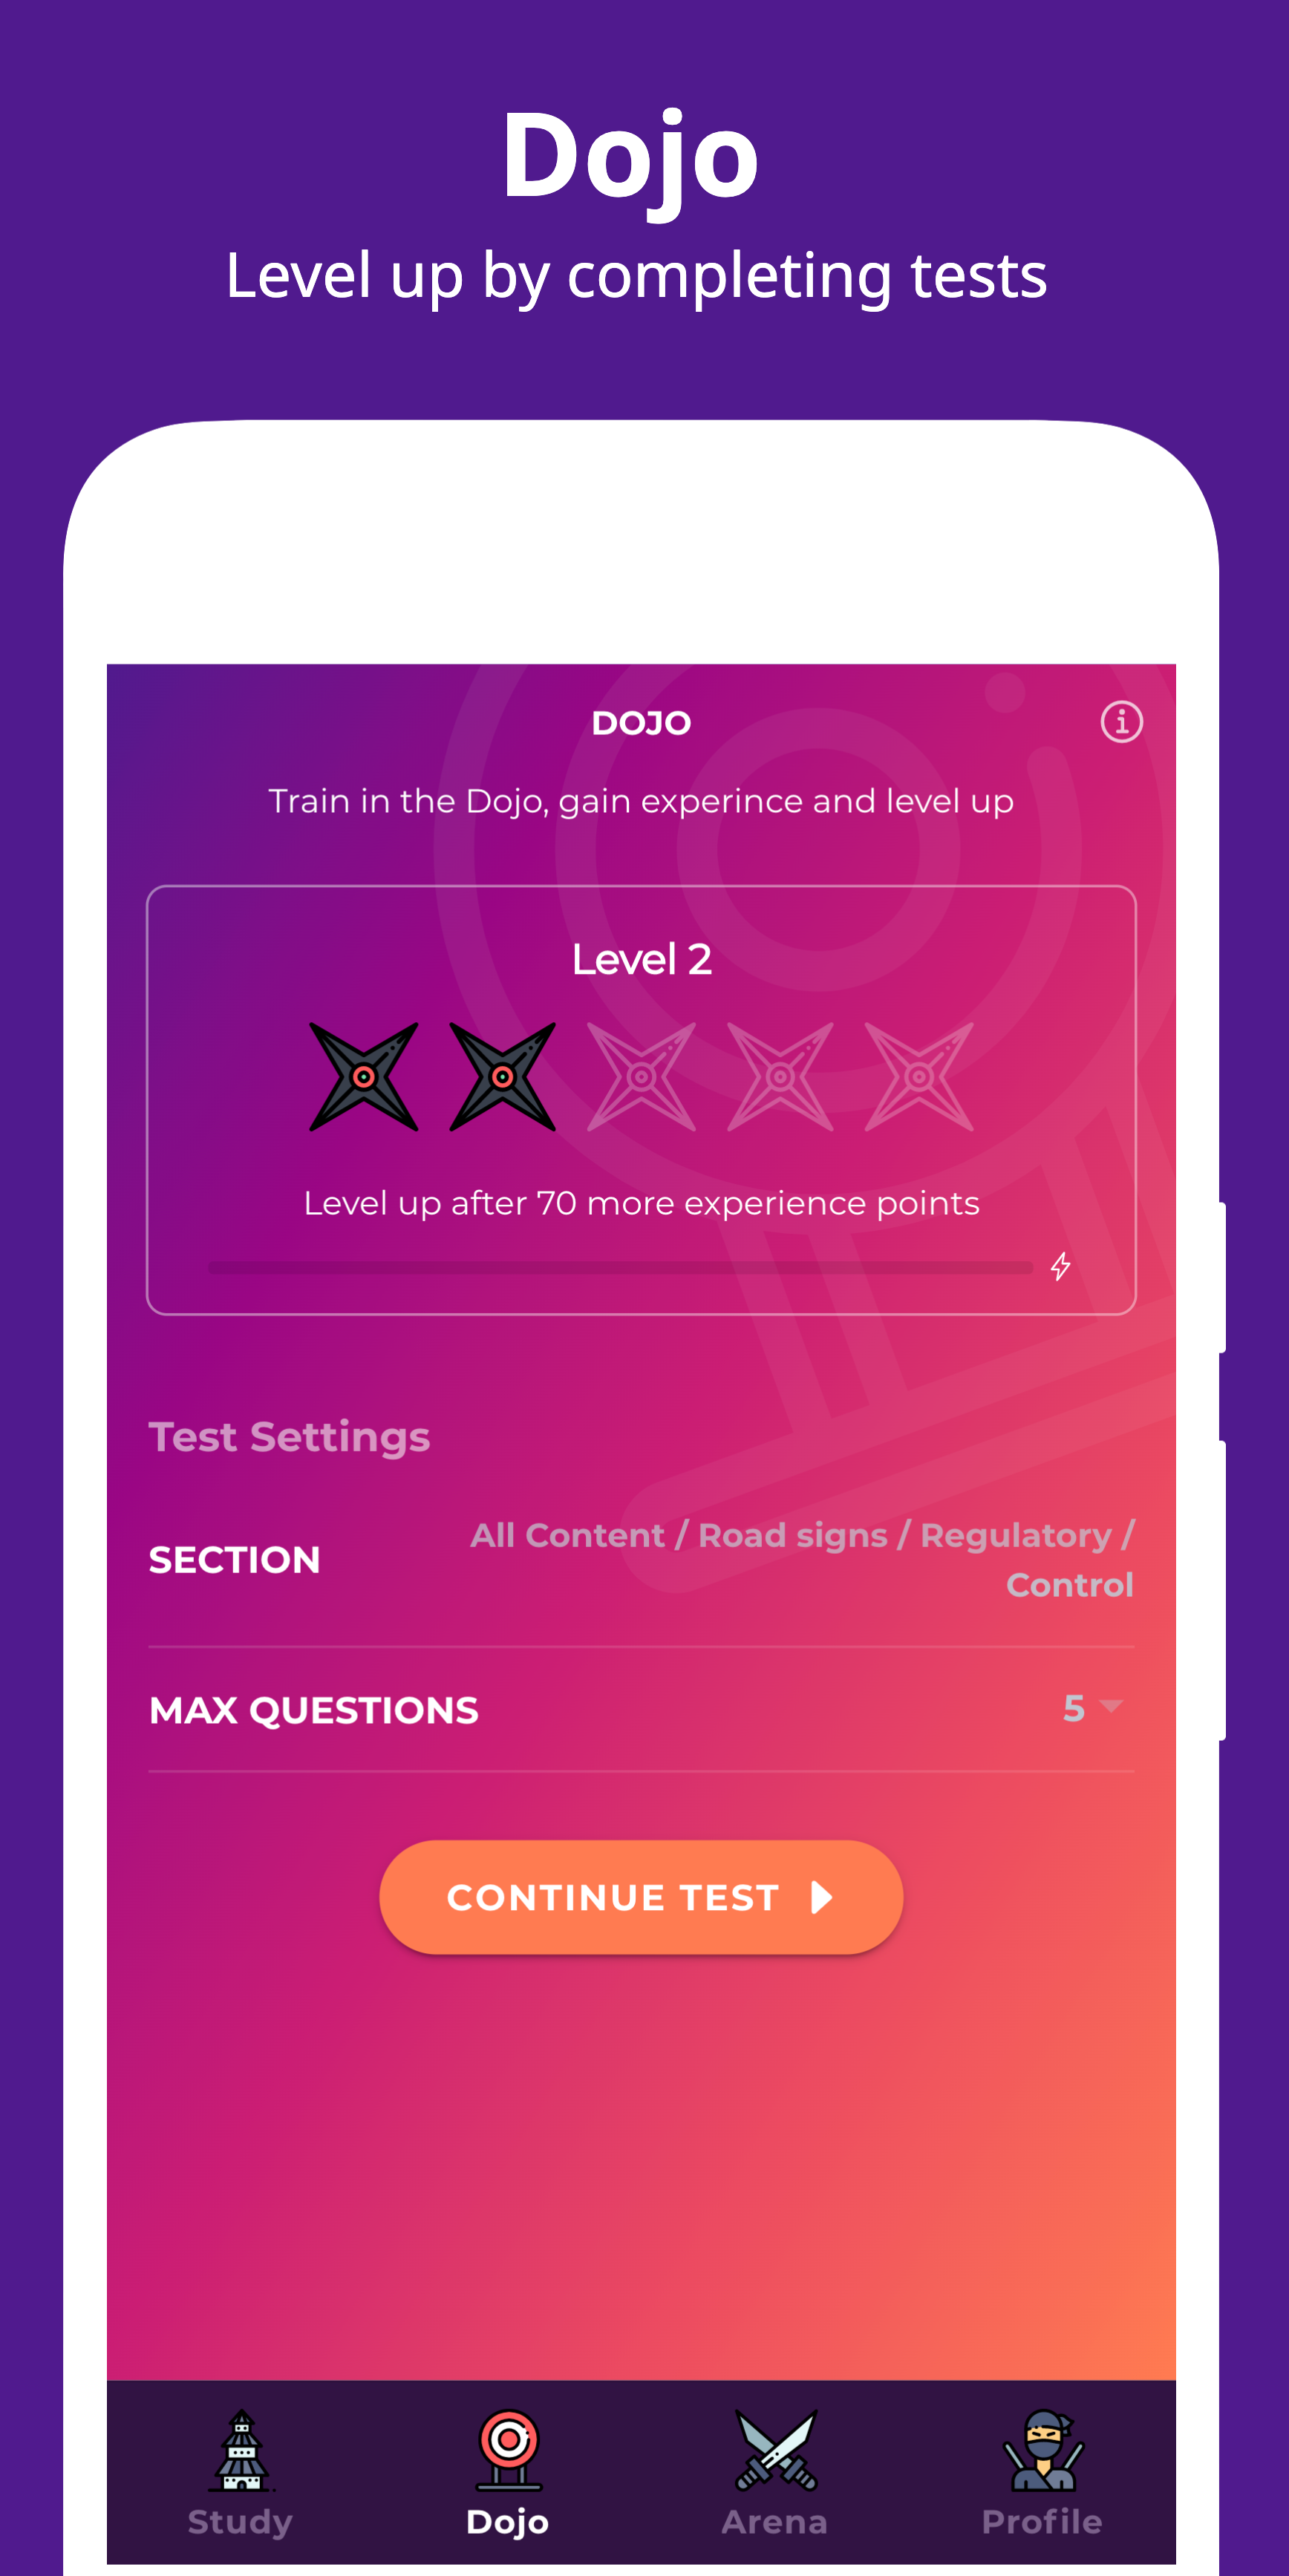 Dojo
Level up by completing tests
DOJO
Train in the Dojo, gain experince and level up
Level 2
Level up after 70 more experience points
Test Settings
SECTION
All Content / Road signs / Regulatory /
Control
MAX QUESTIONS
5
CONTINUE TEST
Study
Dojo
Arena
Profile